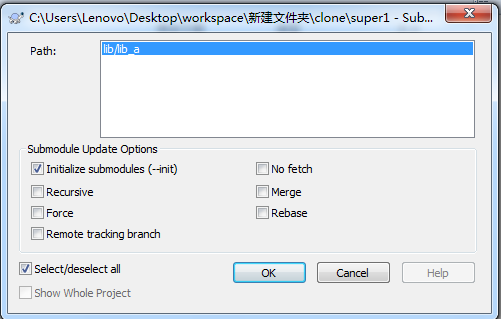 C:\Users\Lenovo\Desktop\workspace\新建文件夹\clone\super1 - Sub...
Path:
lib/lib_a
Submodule Update Options
Initialize submodules (--init)
No fetch
Recursive
Merge
Force
Rebase
Remote tracking branch
Select/deselect all
OK
Cancel
Help
Show Whole Project